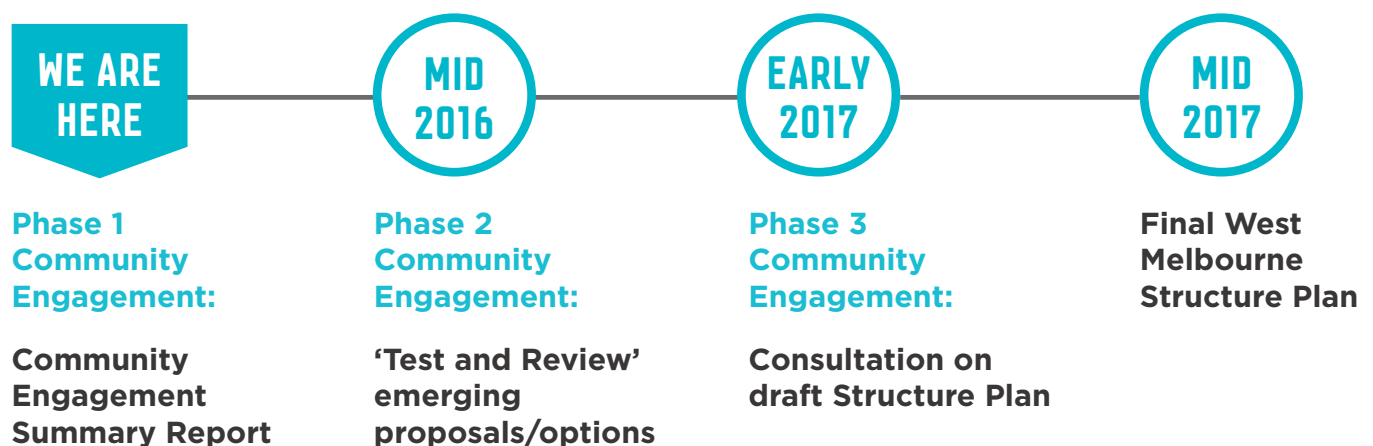 WE ARE
HERE
MID
2016
EARLY
2017
MID
2017
Phase 1
Community
Engagement:
Community
Engagement
Summary Report
Phase 2
Community
Engagement:
‘Test and Review’
emerging
proposals/options
Phase 3
Community
Engagement:
Consultation on
draft Structure Plan
Final West
Melbourne
Structure Plan